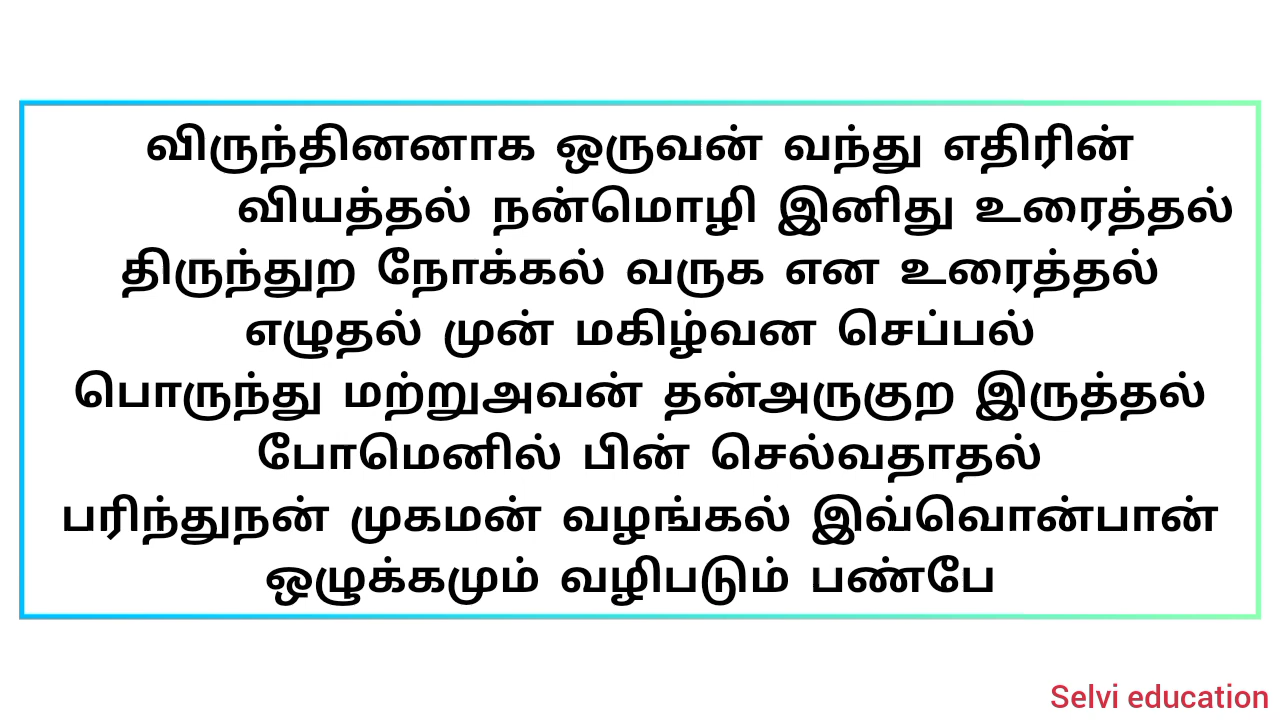 விருந்தினனாக ஒருவன் வந்து எதிரின்
வியத்தல் நன்மொழி இனிது உரைத்தல்
திருந்துற நோக்கல் வருக என உரைத்தல்
எழுதல் முன் மகிழ்வன செப்பல்
பொருந்து மற்றுஅவன் தன்அருகுற இருத்தல்
போமெனில் பின் செல்வதாதல்
பரிந்துநன் முகமன் வழங்கல் இவ்வொன்பான்
ஒழுக்கமும் வழிபடும் பண்பே
Selvi education